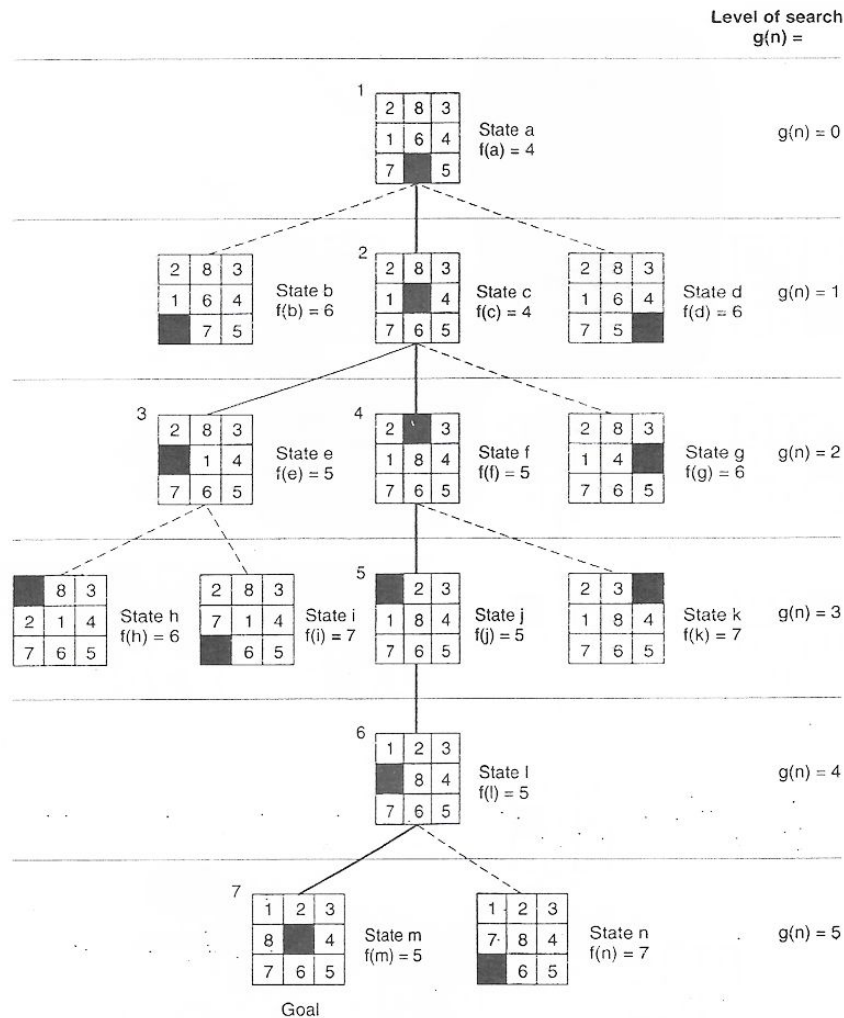 Level of search
g(n) =
1
2 8 3
1 6 4
7 5
State a
f(a) = 4
g(n) = 0
2 8 3
1 6 4
7 5
State b
f(b) = 6
2
2 8 3
1 4
7 6 5
State c
f(c) = 4
2 8 3
1 6 4
7 5
State d
f(d) = 6
g(n) = 1
3
2 8 3
1 4
7 6 5
State e
f(e) = 5
4
2 3
1 8 4
7 6 5
State f
f(f) = 5
2 8 3
1 4
7 6 5
State g
f(g) = 6
g(n) = 2
8 3
2 1 4
7 6 5
State h
f(h) = 6
2 8 3
7 1 4
6 5
State i
f(i) = 7
5
2 3
1 8 4
7 6 5
State j
f(j) = 5
2 3
1 8 4
7 6 5
State k
f(k) = 7
g(n) = 3
6
1 2 3
8 4
7 6 5
State l
f(l) = 5
g(n) = 4
7
1 2 3
8 4
7 6 5
State m
f(m) = 5
1 2 3
7 8 4
6 5
State n
f(n) = 7
g(n) = 5
Goal